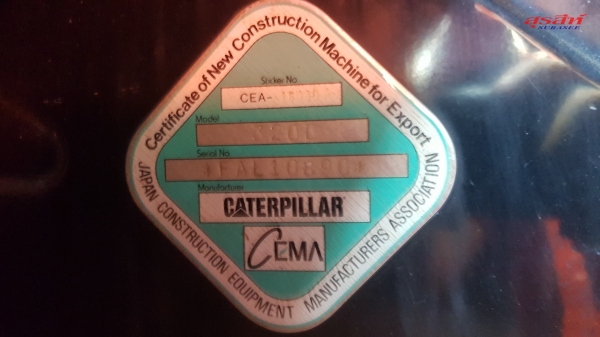 Certificate of New Construction Machine for Export
Sticker No
CEA-
Model
Serial No
Manufacturer
CATERPILLAR
CEMA
JAPAN CONSTRUCTION EQUIPMENT MANUFACTURERS ASSOCIATION